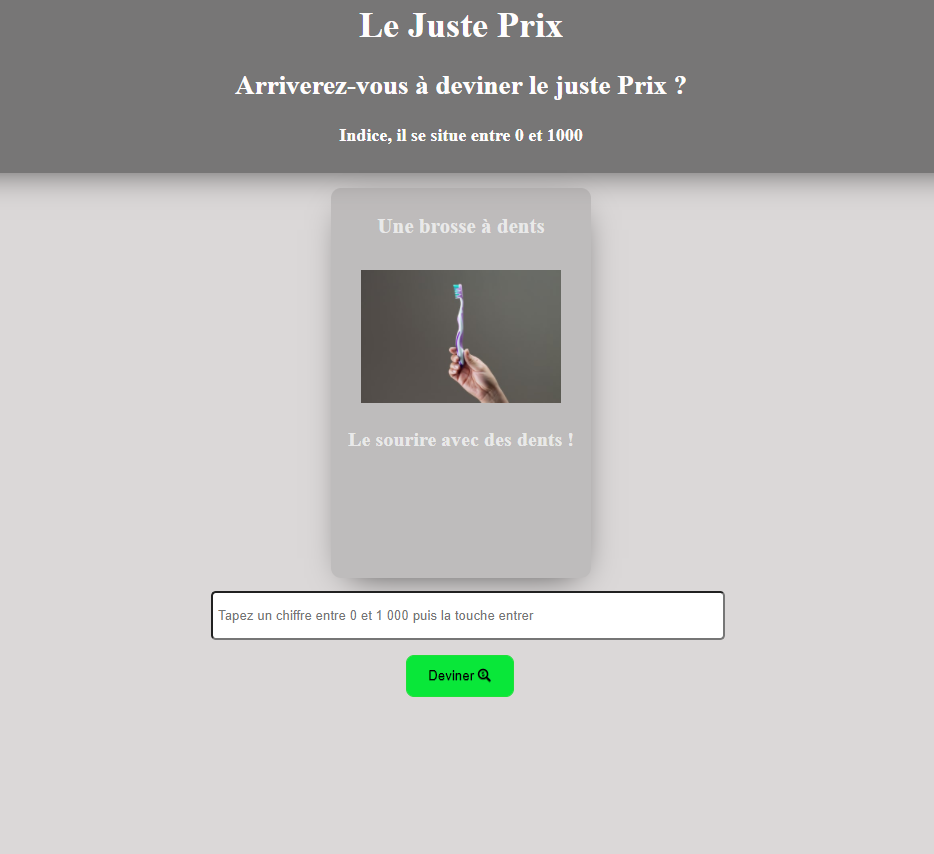 Le Juste Prix
Arriverez-vous à deviner le juste Prix ?
Indice, il se situe entre 0 et 1000
Une brosse à dents
Le sourire avec des dents !
Tapez un chiffre entre 0 et 1 000 puis la touche entrer
Deviner